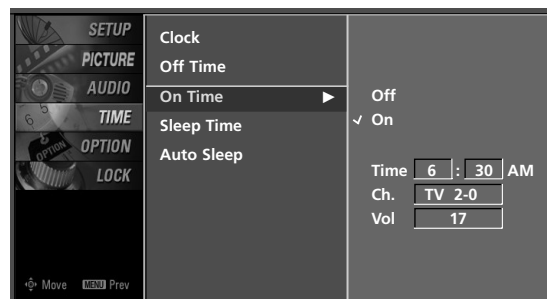 SETUP
PICTURE
AUDIO
TIME
OPTION
LOCK
Move MENU Prev
Clock
Off Time
On Time
Sleep Time
Auto Sleep
Off
On
Time 6 : 30 AM
Ch. TV 2-0
Vol 17